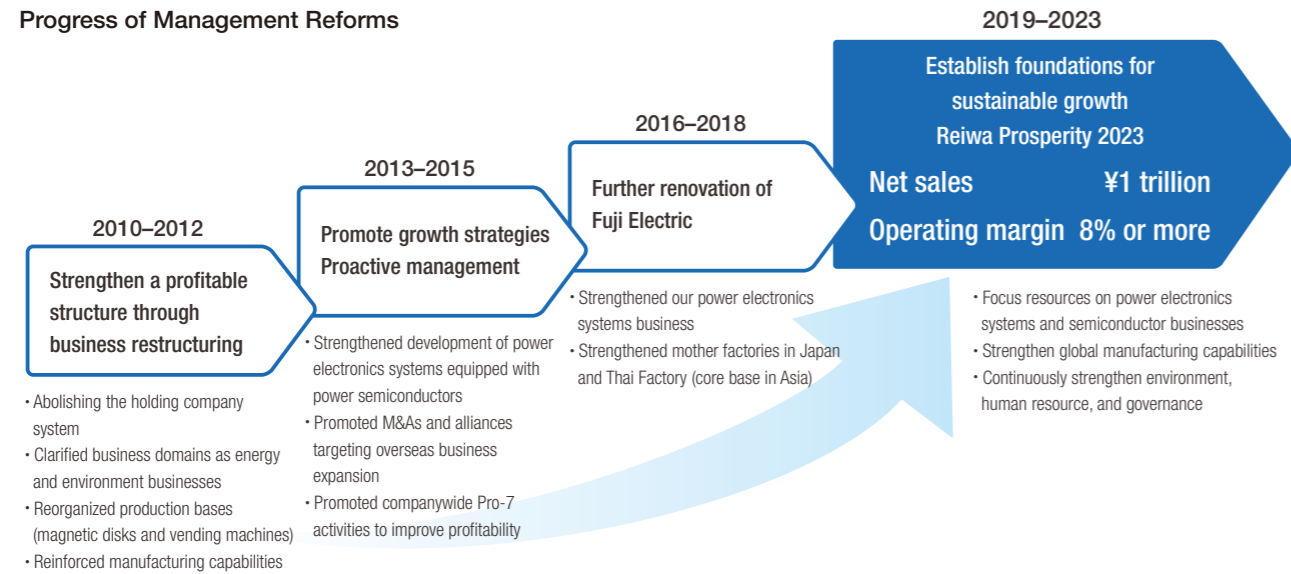 Progress of Management Reforms
2010–2012
Strengthen a profitable
structure through
business restructuring
• Abolishing the holding company
system
• Clarified business domains as energy
and environment businesses
• Reorganized production bases
(magnetic disks and vending machines)
• Reinforced manufacturing capabilities
2013–2015
Promote growth strategies
Proactive management
• Strengthened development of power
electronics systems equipped with
power semiconductors
• Promoted M&As and alliances
targeting overseas business
expansion
• Promoted companywide Pro-7
activities to improve profitability
2016–2018
Further renovation of
Fuji Electric
• Strengthened our power electronics
systems business
• Strengthened mother factories in Japan
and Thai Factory (core base in Asia)
2019–2023
Establish foundations for
sustainable growth
Reiwa Prosperity 2023
Net sales ¥1 trillion
Operating margin 8% or more
• Focus resources on power electronics
systems and semiconductor businesses
• Strengthen global manufacturing capabilities
• Continuously strengthen environment,
human resource, and governance